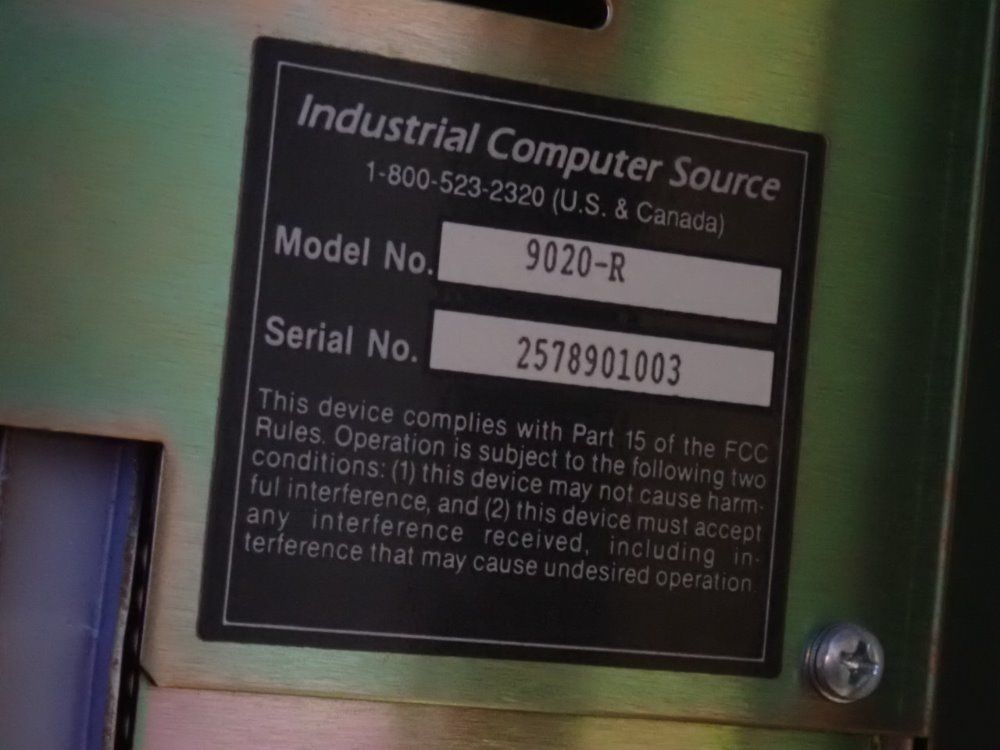 Industrial Computer Source
1-800-523-2320 (U.S. & Canada)
Model No. 9020-R
Serial No. 2578901003
This device complies with Part 15 of the FCC
Rules. Operation is subject to the following two
conditions: (1) this device may not cause harm-
ful interference, and (2) this device must accept
any interference received, including in-
terference that may cause undesired operation.